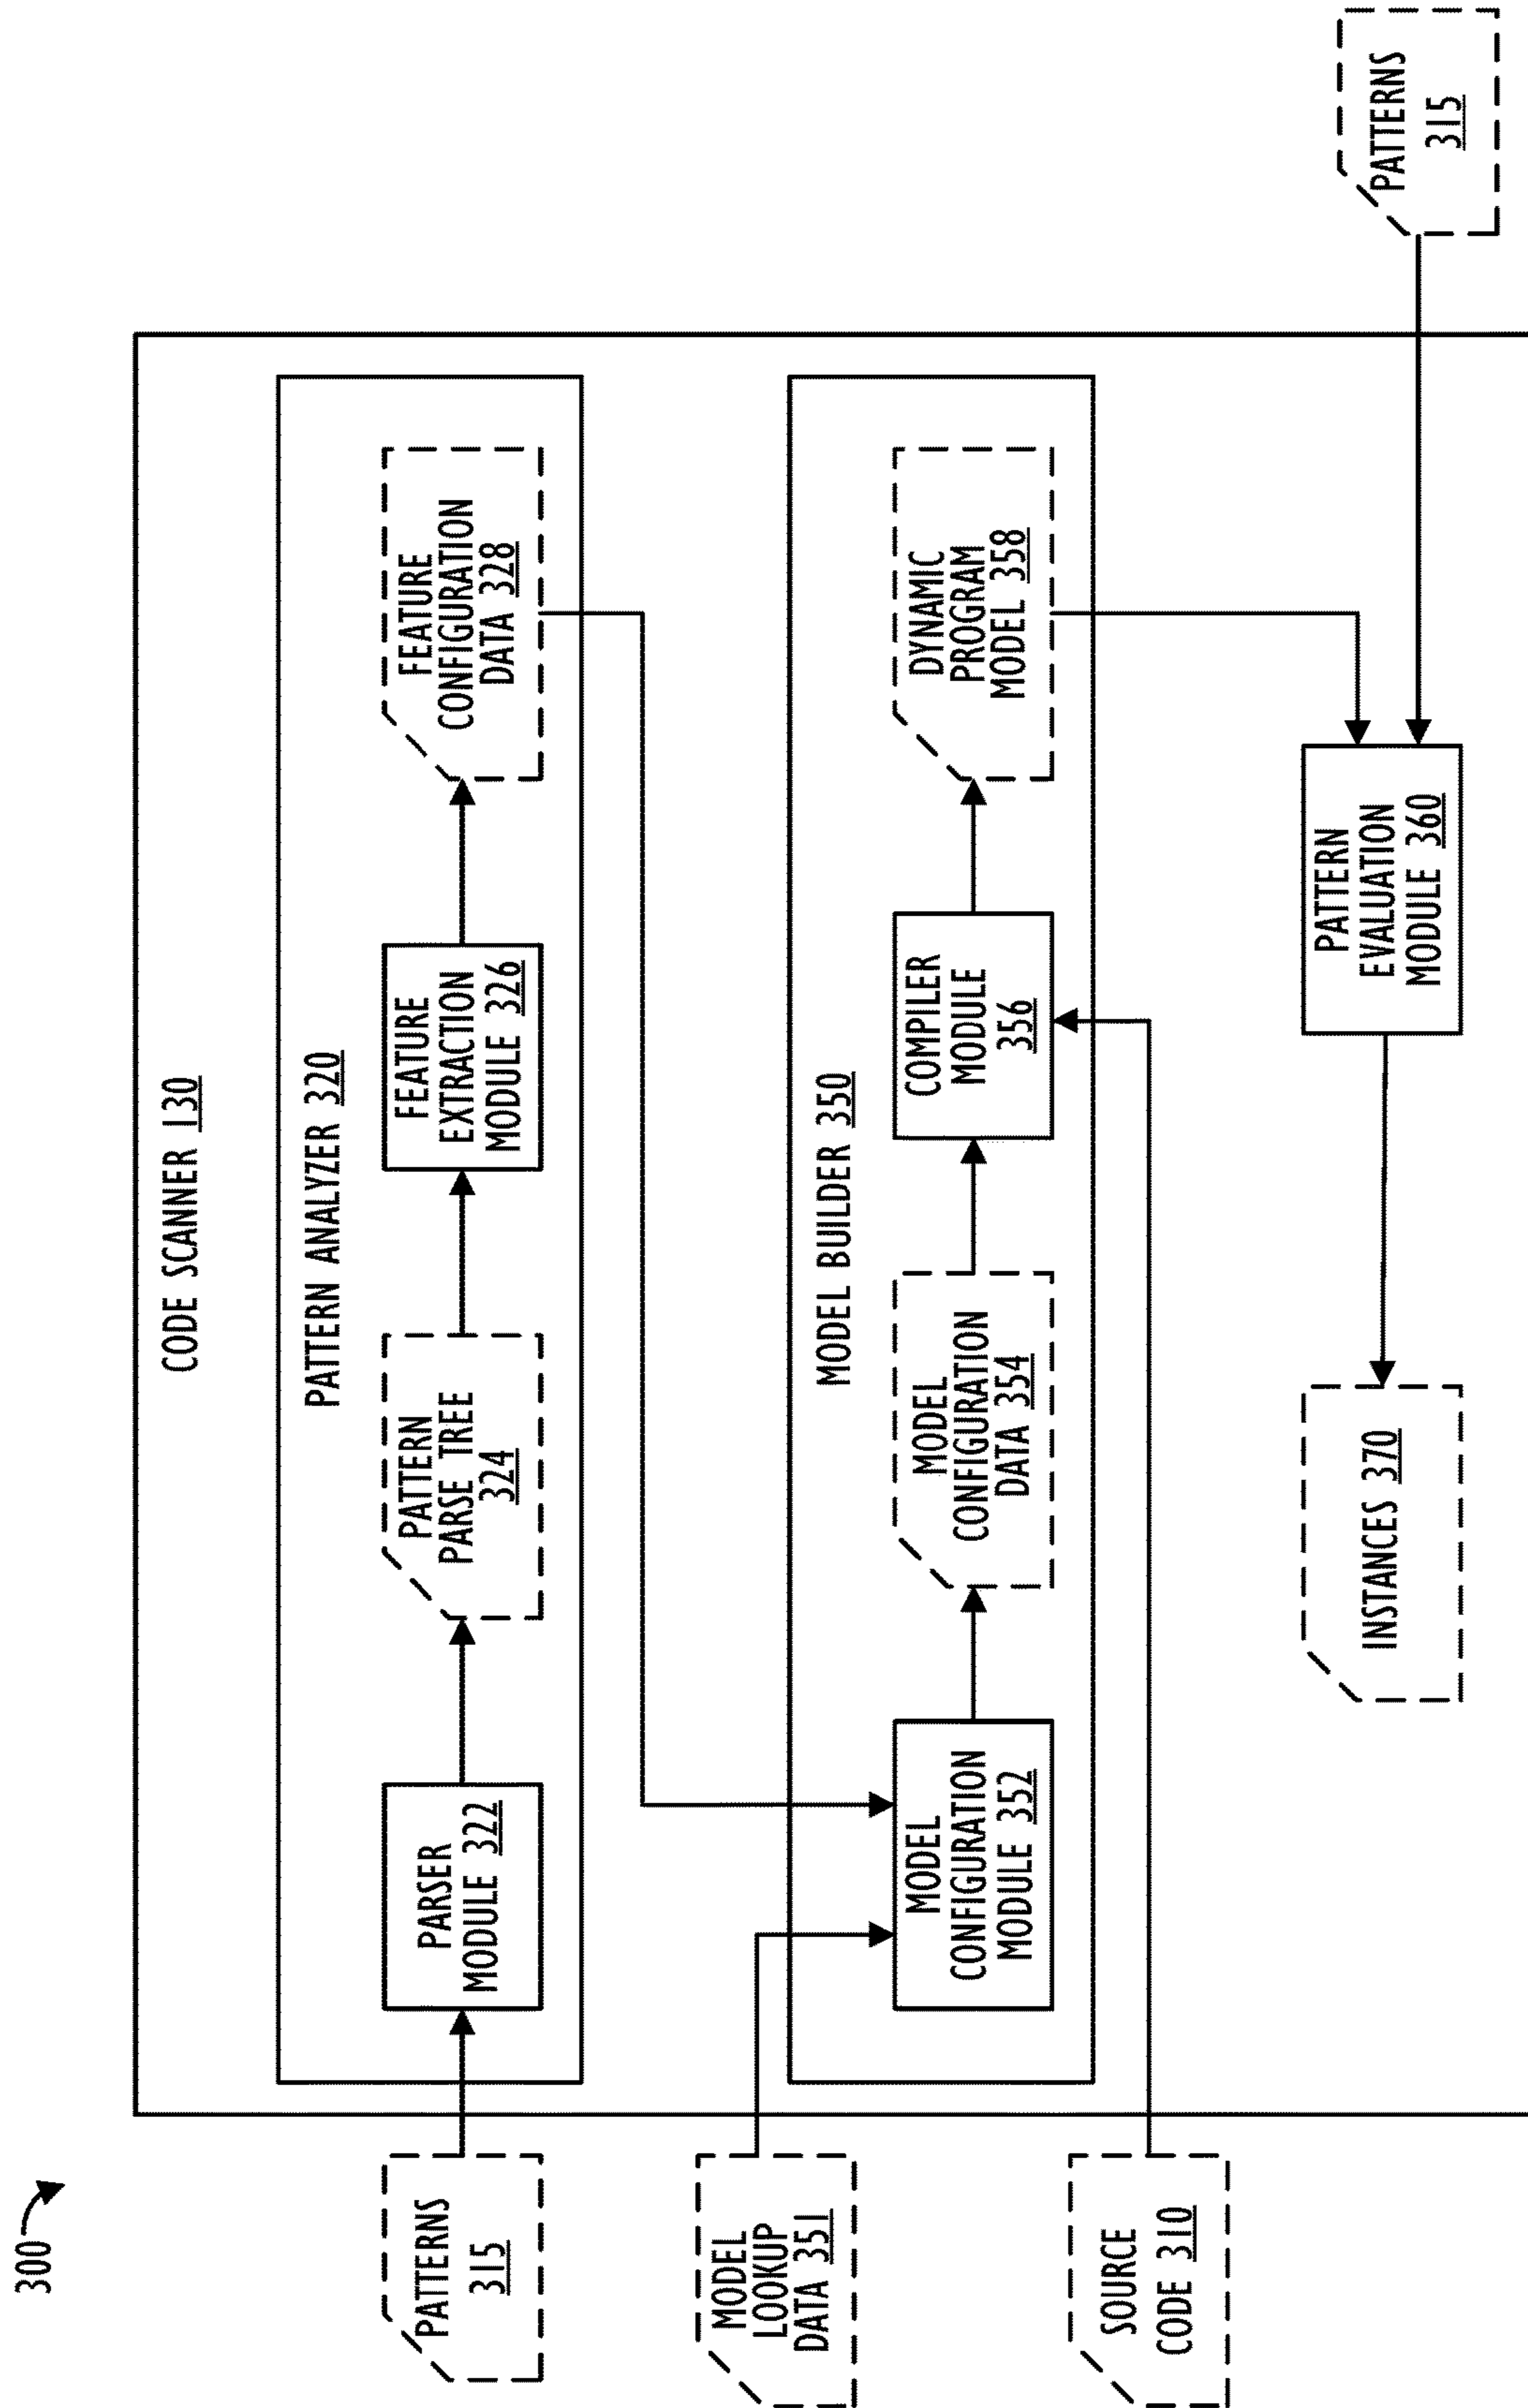 300
CODE SCANNER 130
PATTERN ANALYZER 320
PATTERNS
315
PARSER
MODULE 322
PATTERN
PARSE TREE
324
FEATURE
EXTRACTION
MODULE 326
FEATURE
CONFIGURATION
DATA 328
MODEL BUILDER 350
MODEL
LOOKUP
DATA 351
MODEL
CONFIGURATION
MODULE 352
MODEL
CONFIGURATION
DATA 354
COMPILER
MODULE
356
DYNAMIC
PROGRAM
MODEL 358
SOURCE
CODE 310
INSTANCES 370
PATTERN
EVALUATION
MODULE 360
PATTERNS
315